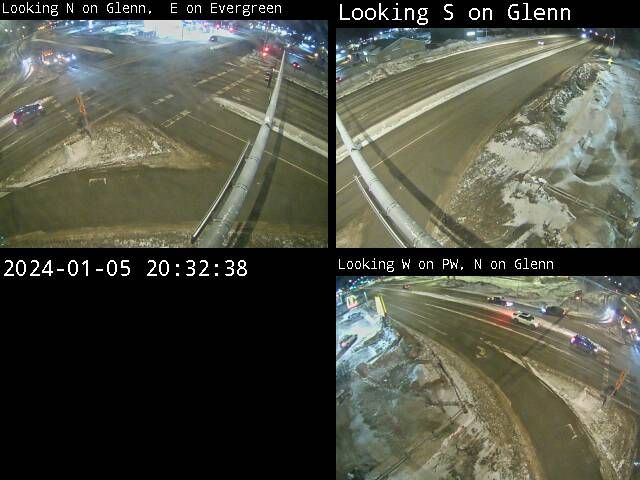 Looking N on Glenn,  E on Evergreen
Looking S on Glenn
2024-01-05 20:32:38
Looking W on PW, N on Glenn